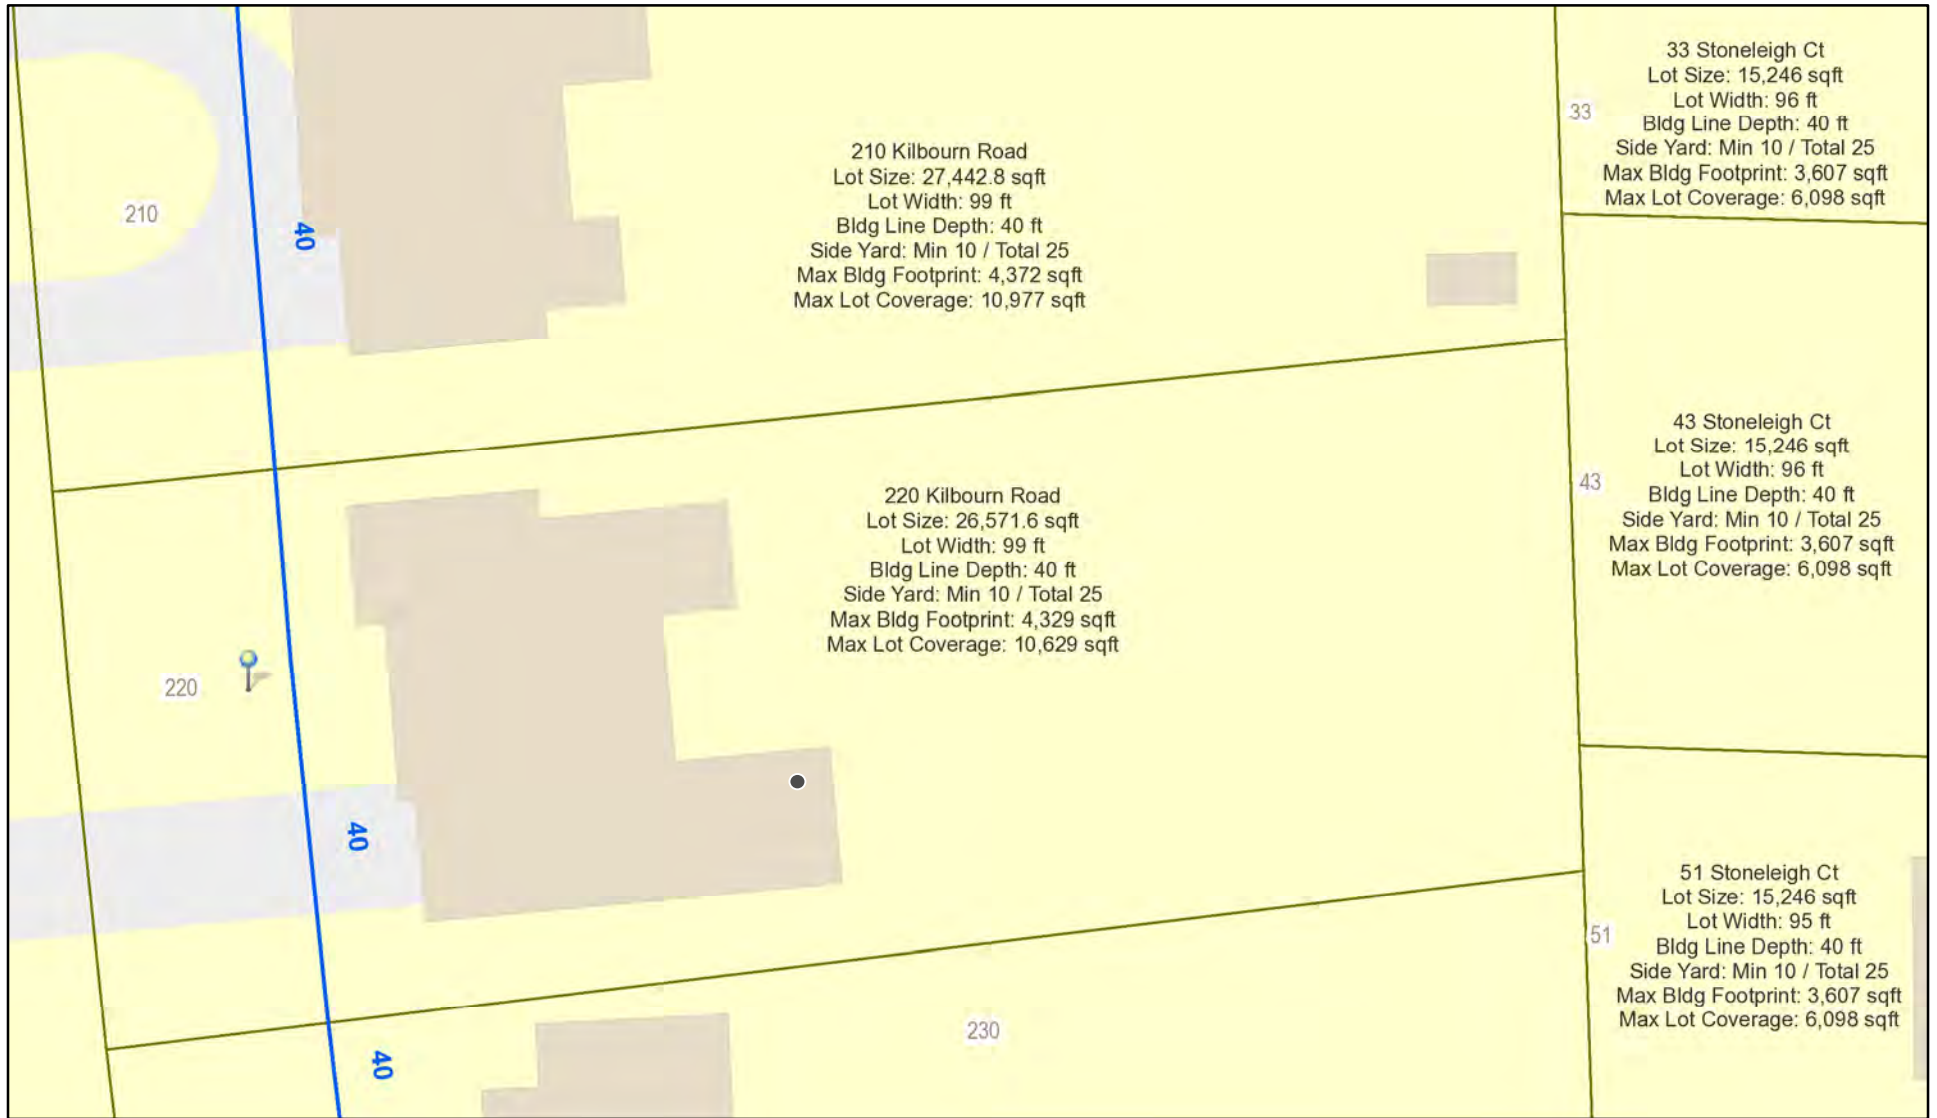 33 Stoneleigh Ct
Lot Size: 15,246 sqft
Lot Width: 96 ft
Bldg Line Depth: 40 ft
Side Yard: Min 10 / Total 25
Max Bldg Footprint: 3,607 sqft
Max Lot Coverage: 6,098 sqft
33
210 Kilbourn Road
Lot Size: 27,442.8 sqft
Lot Width: 99 ft
Bldg Line Depth: 40 ft
Side Yard: Min 10 / Total 25
Max Bldg Footprint: 4,372 sqft
Max Lot Coverage: 10,977 sqft
210
40
43 Stoneleigh Ct
Lot Size: 15,246 sqft
Lot Width: 96 ft
Bldg Line Depth: 40 ft
Side Yard: Min 10 / Total 25
Max Bldg Footprint: 3,607 sqft
Max Lot Coverage: 6,098 sqft
43
220 Kilbourn Road
Lot Size: 26,571.6 sqft
Lot Width: 99 ft
Bldg Line Depth: 40 ft
Side Yard: Min 10 / Total 25
Max Bldg Footprint: 4,329 sqft
Max Lot Coverage: 10,629 sqft
220
40
51 Stoneleigh Ct
Lot Size: 15,246 sqft
Lot Width: 95 ft
Bldg Line Depth: 40 ft
Side Yard: Min 10 / Total 25
Max Bldg Footprint: 3,607 sqft
Max Lot Coverage: 6,098 sqft
51
230
40